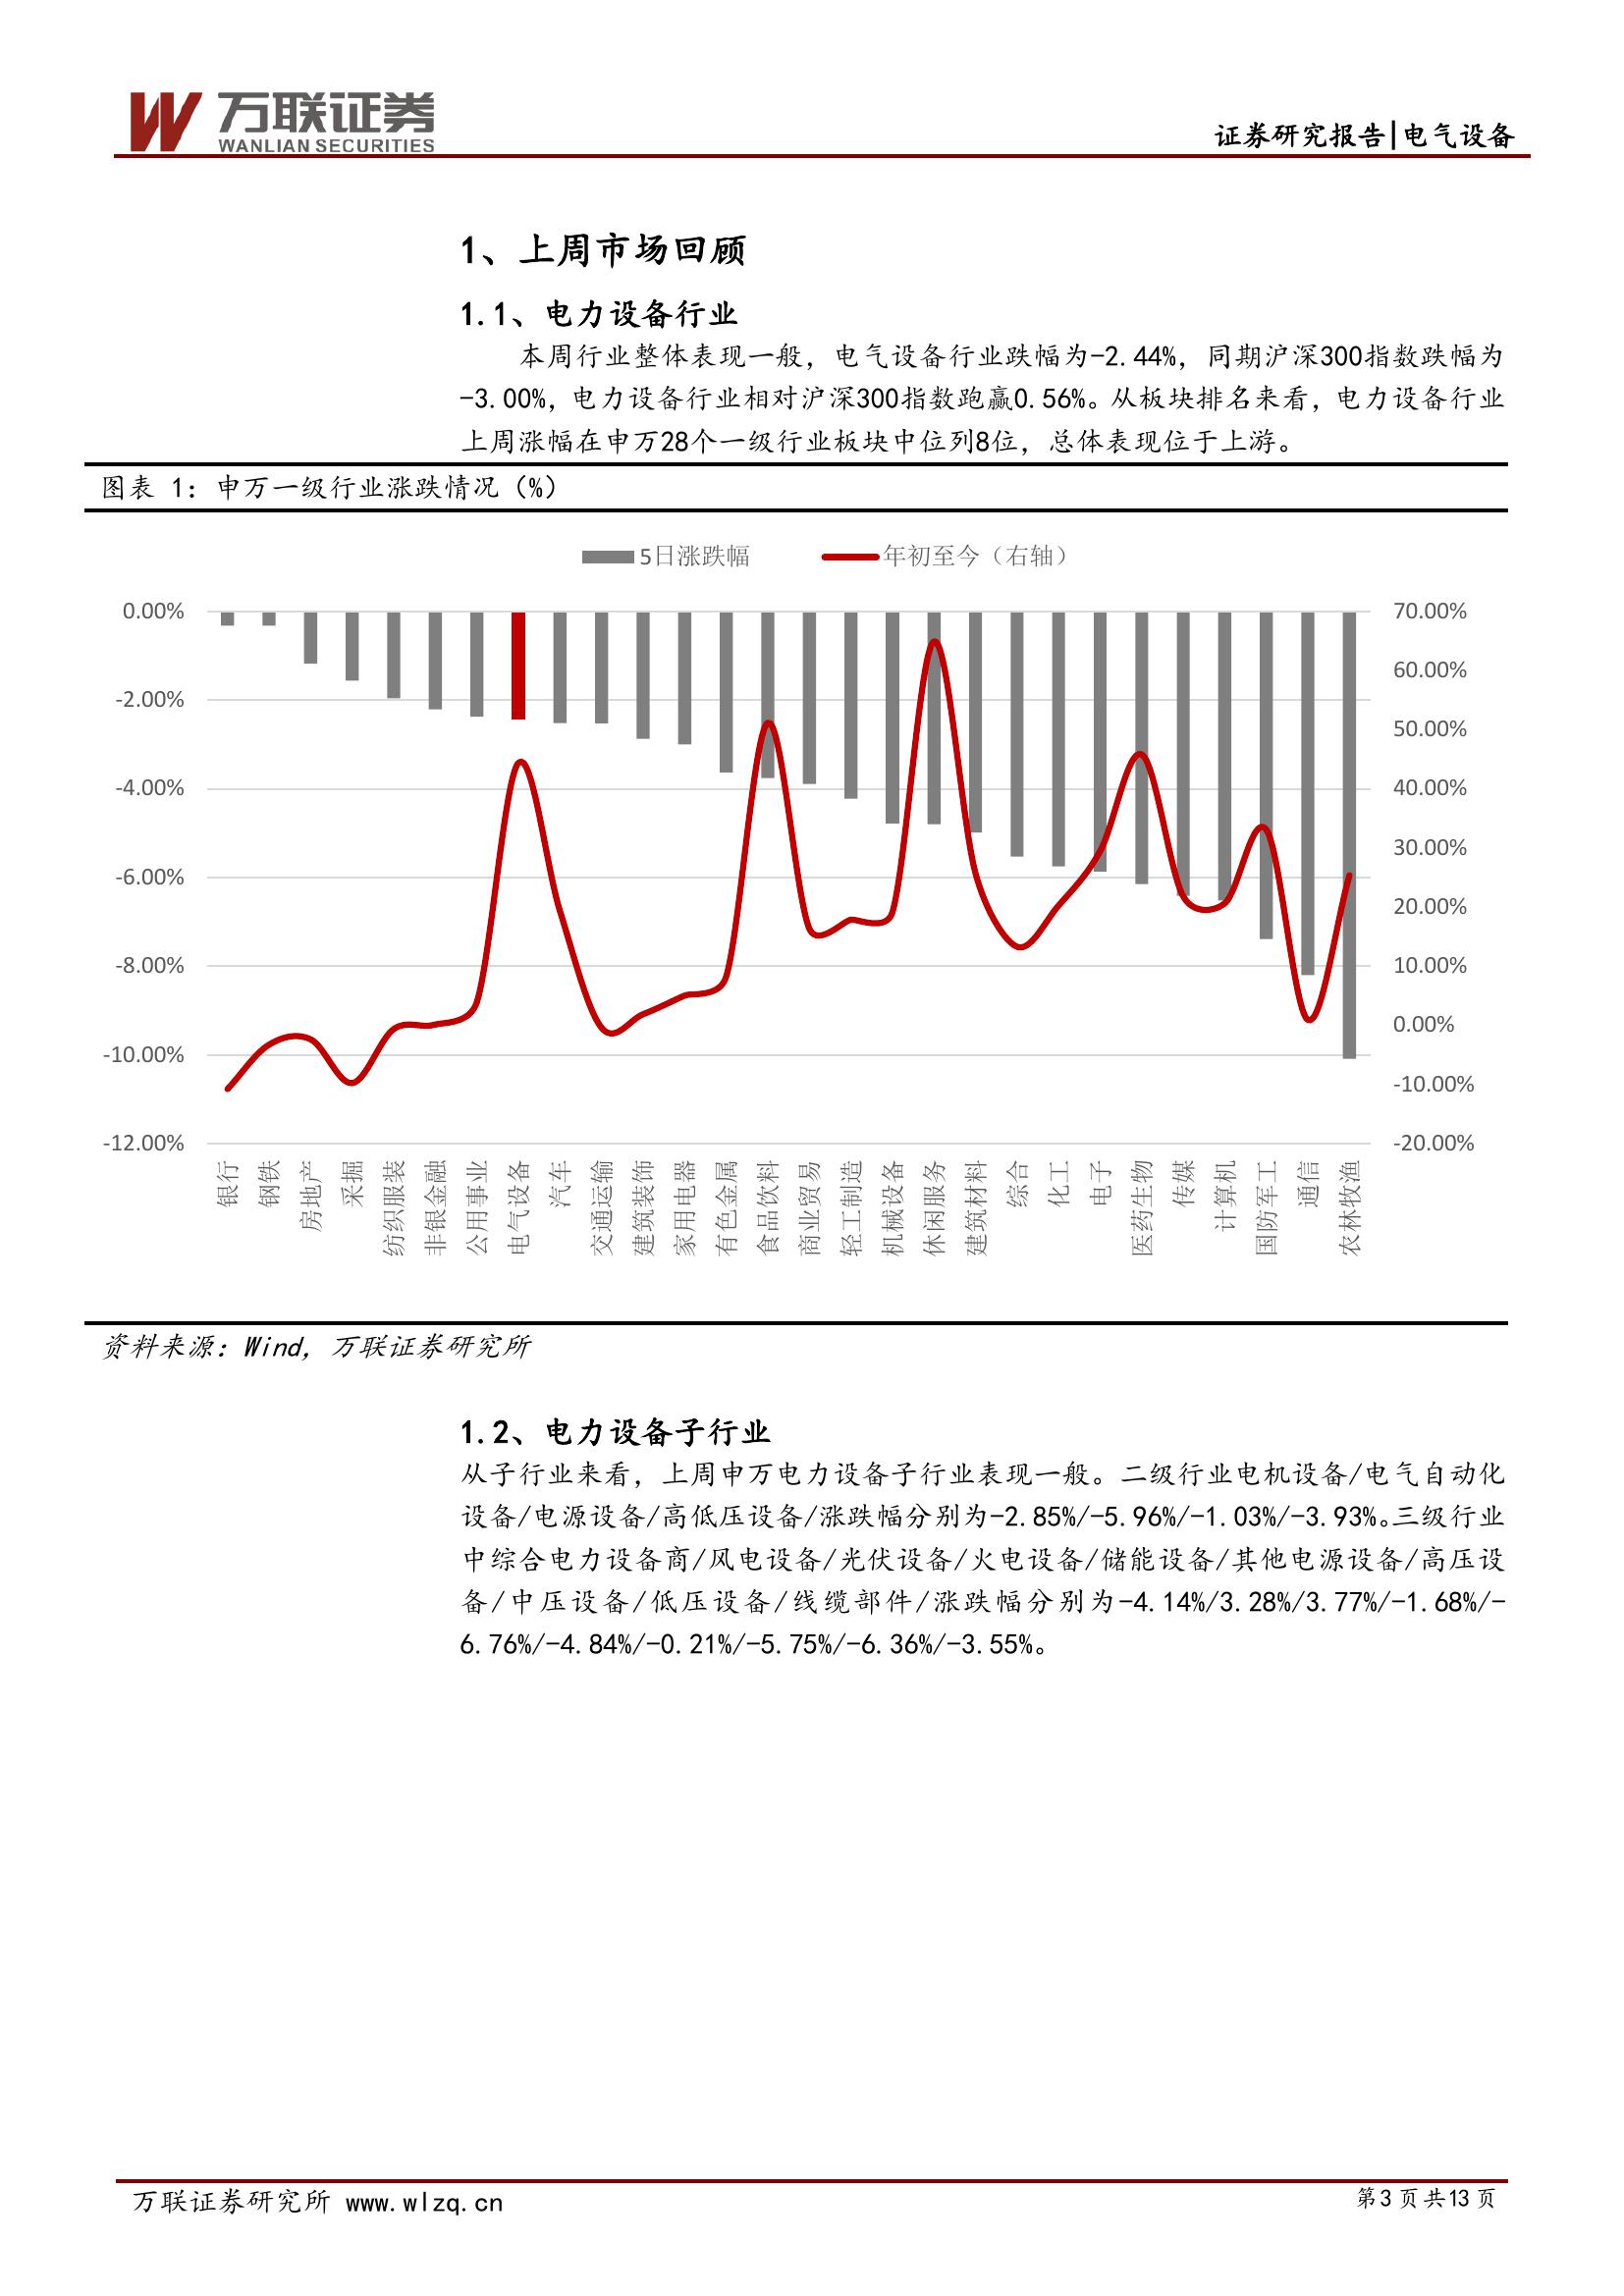 万联证券
WANLIAN SECURITIES
证券研究报告|电气设备
1、上周市场回顾
1.1、电力设备行业
本周行业整体表现一般，电气设备行业跌幅为-2.44%，同期沪深300指数跌幅为
-3.00%，电力设备行业相对沪深300指数跑赢0.56%。从板块排名来看，电力设备行业
上周涨幅在申万28个一级行业板块中位列8位，总体表现位于上游。
图表 1：申万一级行业涨跌情况（%）
5日涨跌幅 年初至今（右轴）
0.00% 70.00%
60.00%
-2.00%
50.00%
-4.00% 40.00%
30.00%
-6.00%
20.00%
-8.00% 10.00%
0.00%
-10.00%
-10.00%
-12.00% -20.00%
银行
钢铁
房地产
采掘
纺织服装
非银金融
公用事业
电气设备
汽车
交通运输
建筑装饰
家用电器
有色金属
食品饮料
商业贸易
轻工制造
机械设备
休闲服务
建筑材料
综合
化工
电子
医药生物
传媒
计算机
国防军工
通信
农林牧渔
资料来源：Wind，万联证券研究所
1.2、电力设备子行业
从子行业来看，上周申万电力设备子行业表现一般。二级行业电机设备/电气自动化
设备/电源设备/高低压设备/涨跌幅分别为-2.85%/-5.96%/-1.03%/-3.93%。三级行业
中综合电力设备商/风电设备/光伏设备/火电设备/储能设备/其他电源设备/高压设
备/中压设备/低压设备/线缆部件/涨跌幅分别为-4.14%/3.28%/3.77%/-1.68%/-
6.76%/-4.84%/-0.21%/-5.75%/-6.36%/-3.55%。
万联证券研究所 www.wlzq.cn
第3页共13页